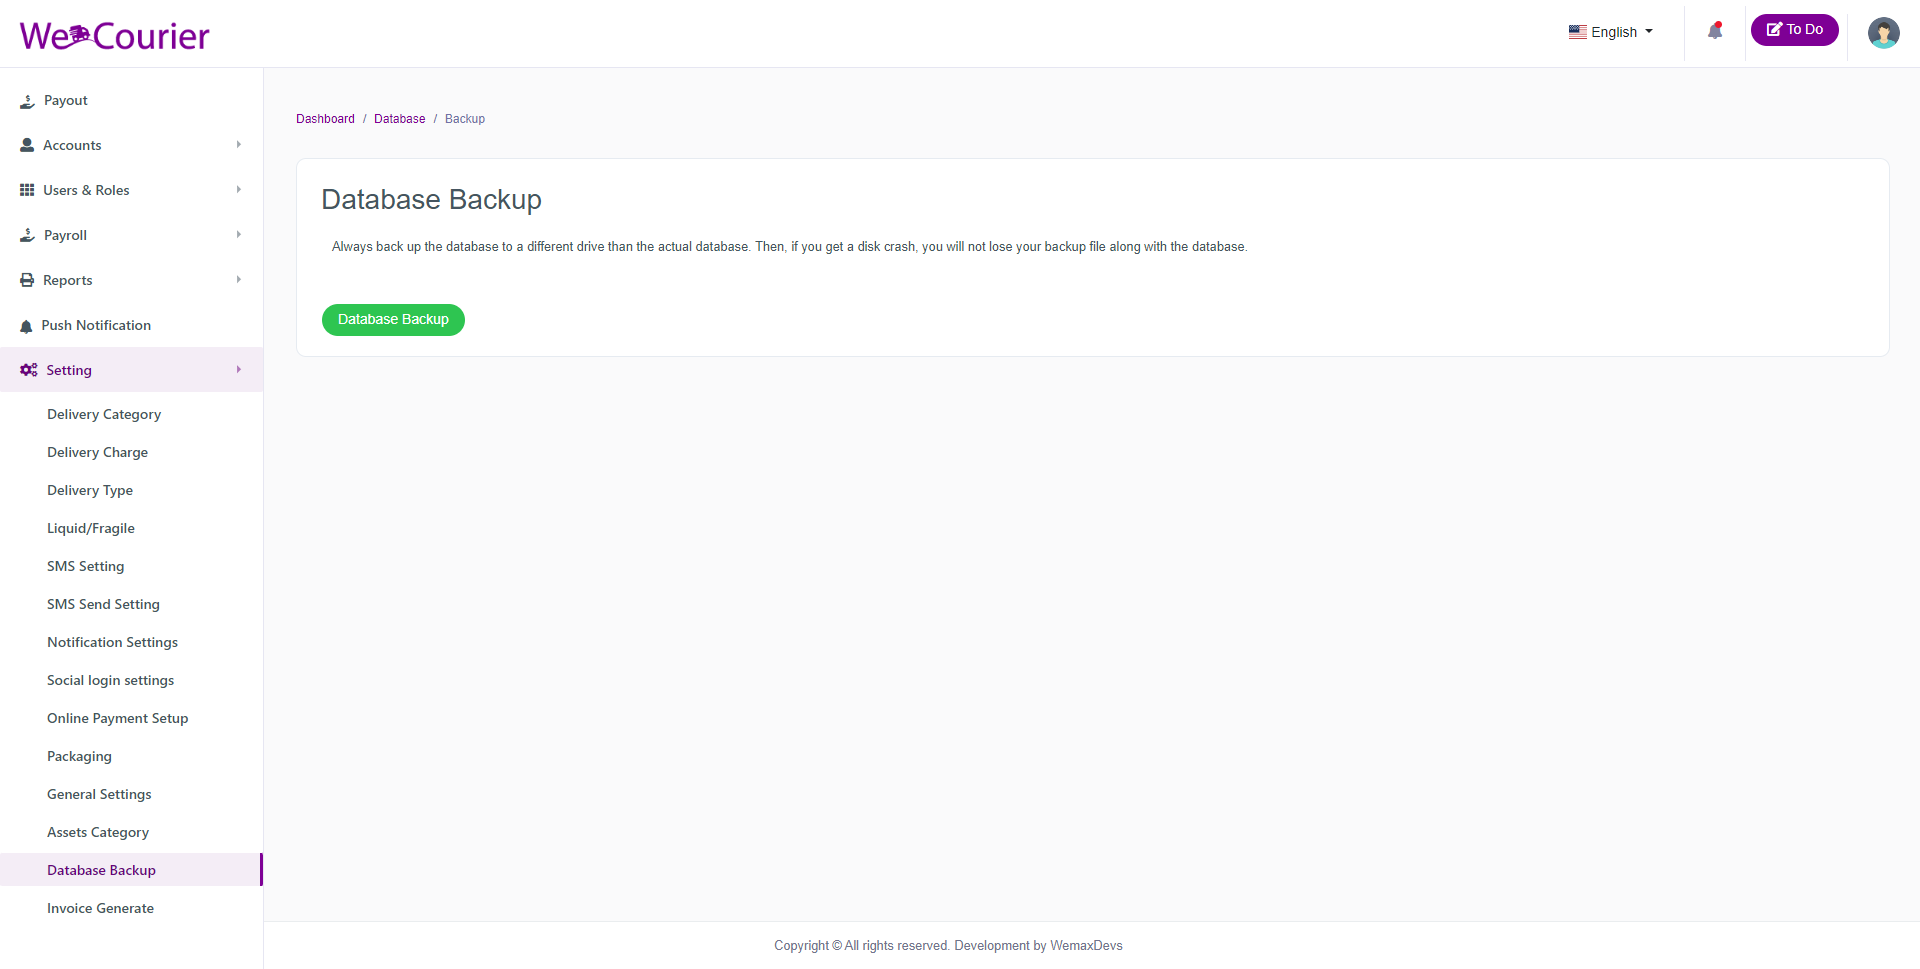 We Courier
English
To Do
Payout
Accounts
Users & Roles
Payroll
Reports
Push Notification
Setting
Delivery Category
Delivery Charge
Delivery Type
Liquid/Fragile
SMS Setting
SMS Send Setting
Notification Settings
Social login settings
Online Payment Setup
Packaging
General Settings
Assets Category
Database Backup
Invoice Generate
Dashboard / Database / Backup
Database Backup
Always back up the database to a different drive than the actual database. Then, if you get a disk crash, you will not lose your backup file along with the database.
Database Backup
Copyright © All rights reserved. Development by WemaxDevs